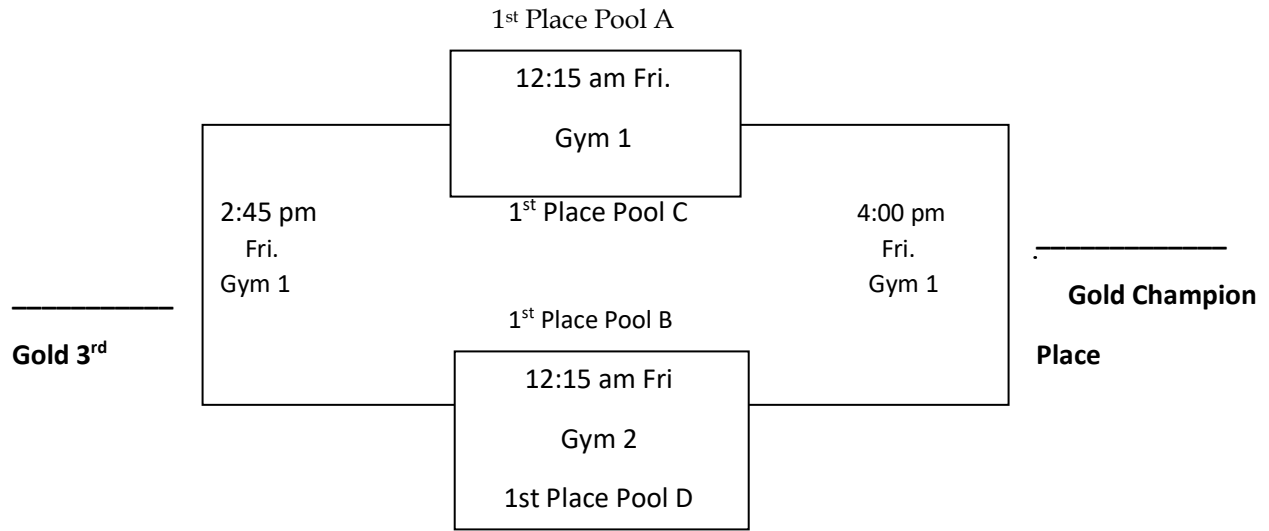 1st Place Pool A
12:15 am Fri.
Gym 1
1st Place Pool C
2:45 pm
Fri.
Gym 1
4:00 pm
Fri.
Gym 1
___________
Gold 3rd
_____________
.
Gold Champion
Place
1st Place Pool B
12:15 am Fri
Gym 2
1st Place Pool D